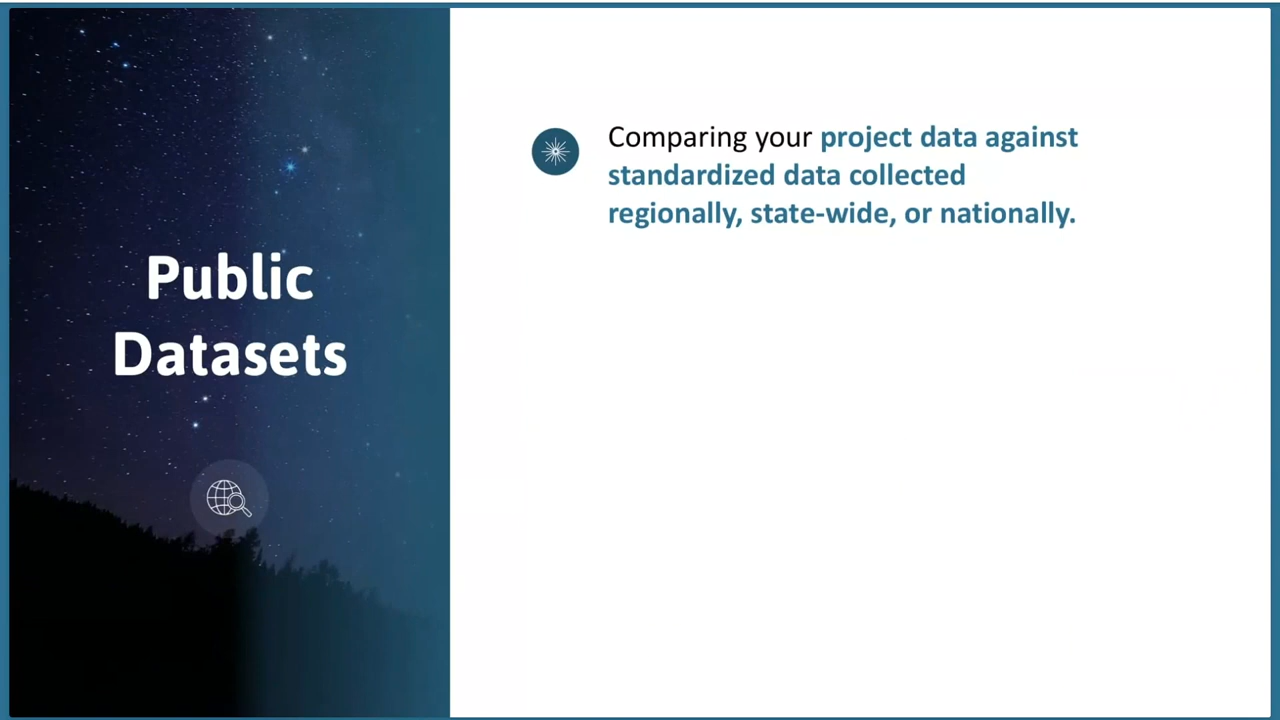 Public
Datasets
Comparing your project data against
standardized data collected
regionally, state-wide, or nationally.